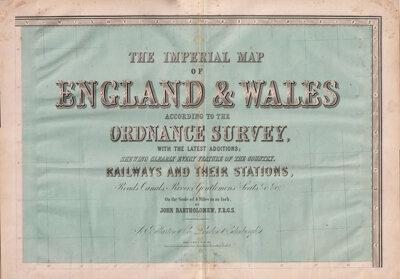 THE IMPERIAL MAP
OF
ENGLAND & WALES
ACCORDING TO THE
ORDNANCE SURVEY,
WITH THE LATEST ADDITIONS;
SHEWING CLEARLY EVERY FEATURE OF THE COUNTRY,
RAILWAYS AND THEIR STATIONS,
Roads, Canals, Rivers, Gentlemens Seats, &c. &c.
On the Scale of 4 Miles to an Inch.
BY
JOHN BARTHOLOMEW, F.R.G.S.